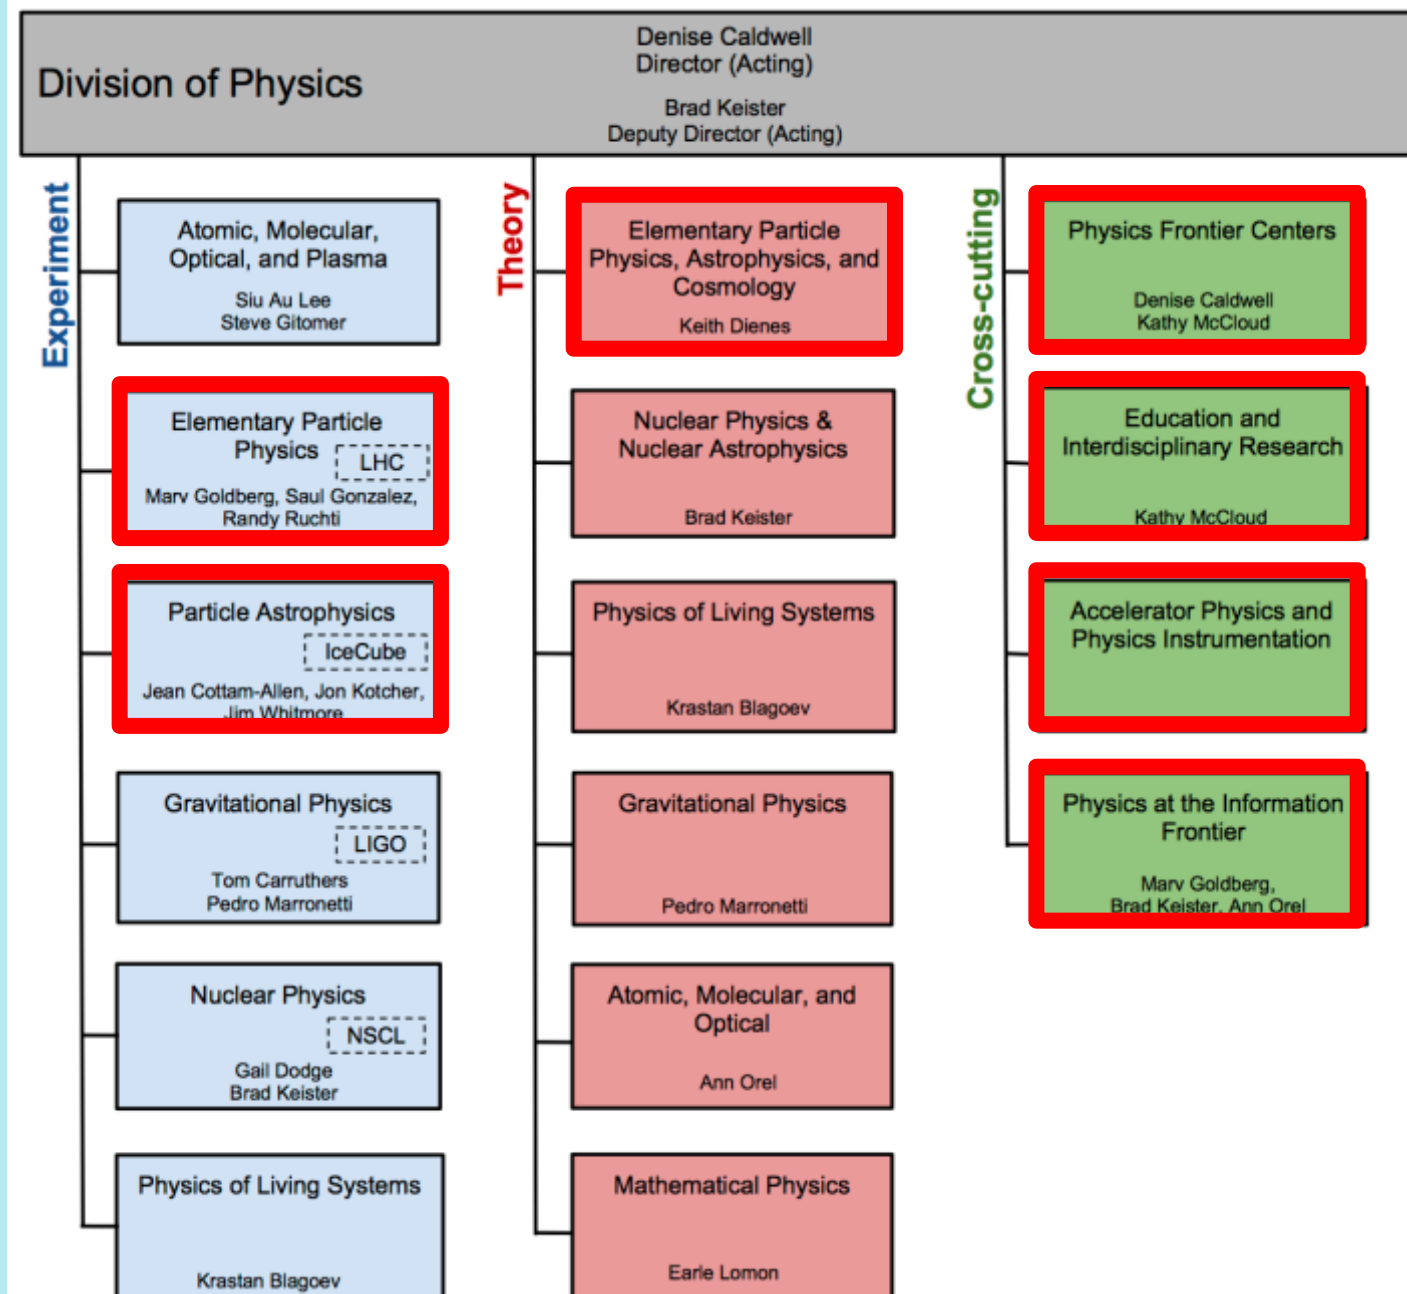 Division of Physics
Denise Caldwell
Director (Acting)
Brad Keister
Deputy Director (Acting)
Experiment
Atomic, Molecular,
Optical, and Plasma
Siu Au Lee
Steve Gitomer
Elementary Particle
Physics
LHC
Marv Goldberg, Saul Gonzalez,
Randy Ruchti
Particle Astrophysics
IceCube
Jean Cottam-Allen, Jon Kotcher,
Jim Whitmore
Gravitational Physics
LIGO
Tom Carruthers
Pedro Marronetti
Nuclear Physics
NSCL
Gail Dodge
Brad Keister
Physics of Living Systems
Krastan Blagoev
Theory
Elementary Particle
Physics, Astrophysics, and
Cosmology
Keith Dienes
Nuclear Physics &
Nuclear Astrophysics
Brad Keister
Physics of Living Systems
Krastan Blagoev
Gravitational Physics
Pedro Marronetti
Atomic, Molecular, and
Optical
Ann Orel
Mathematical Physics
Earle Lomon
Cross-cutting
Physics Frontier Centers
Denise Caldwell
Kathy McCloud
Education and
Interdisciplinary Research
Kathy McCloud
Accelerator Physics and
Physics Instrumentation
Physics at the Information
Frontier
Marv Goldberg,
Brad Keister, Ann Orel